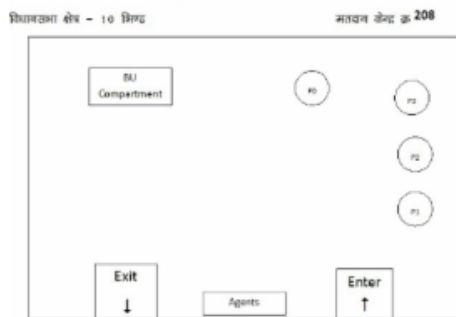 विधानसभा क्षेत्र - 10 भिण्ड
मतदान केन्द्र क्र 208
BU
Compartment
P0
P3
P2
P1
Exit
↓
Agents
Enter
↑